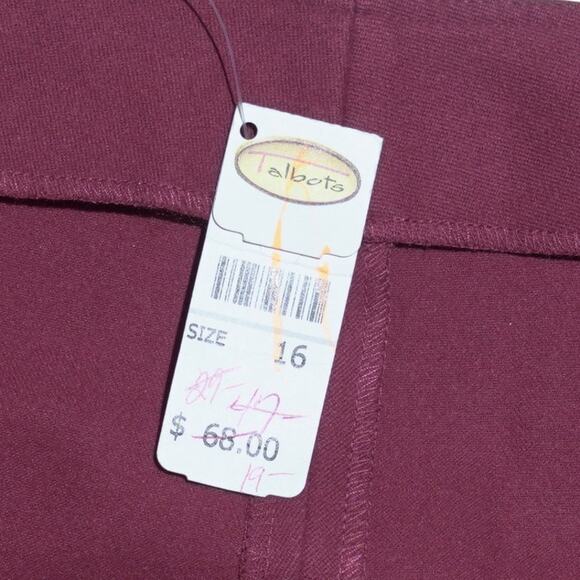 Talbots
SIZE 16
29- 47-
$ 68.00
19-